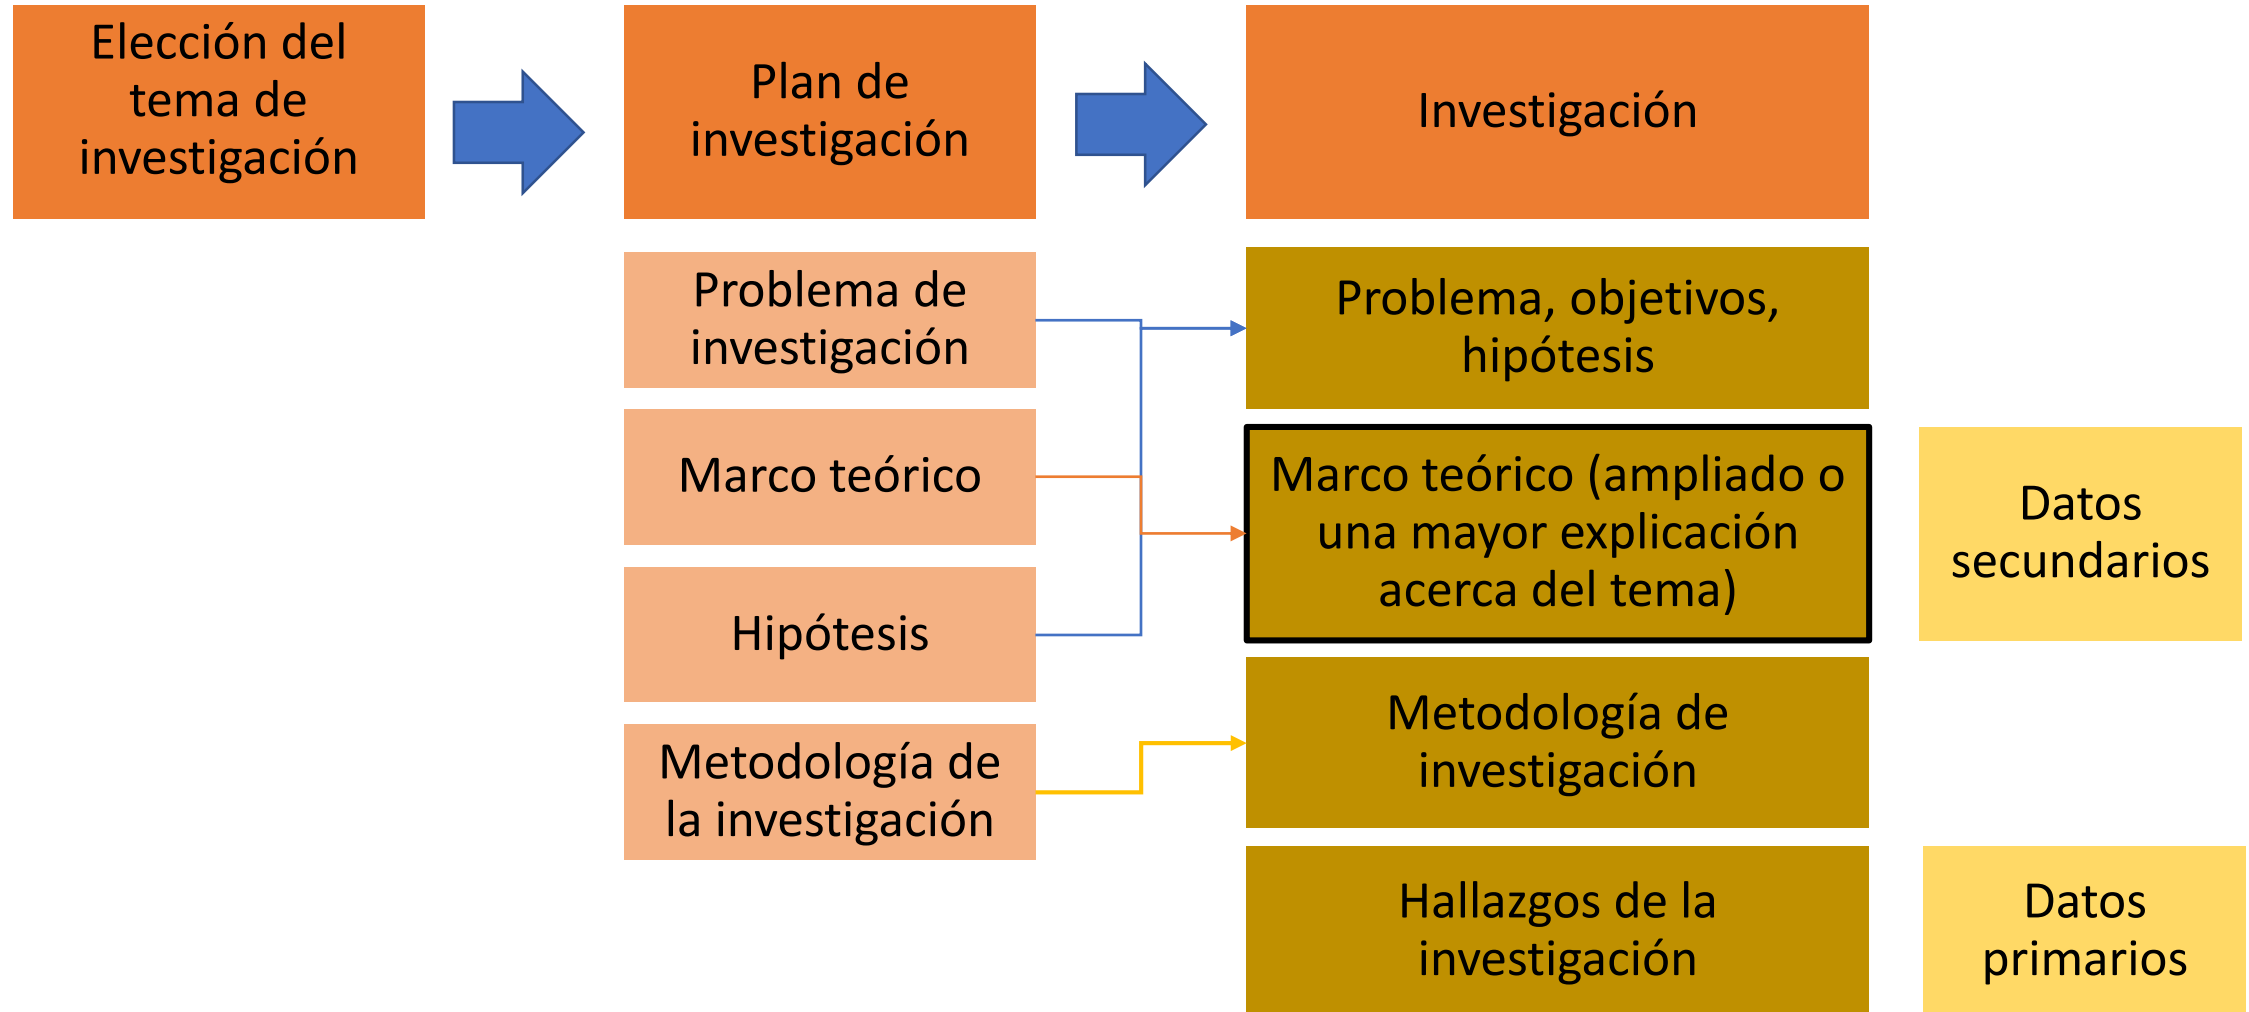 Elección del
tema de
investigación
Plan de
investigación
Investigación
Problema de
investigación
Marco teórico
Hipótesis
Metodología de
la investigación
Problema, objetivos,
hipótesis
Marco teórico (ampliado o
una mayor explicación
acerca del tema)
Datos
secundarios
Metodología de
investigación
Hallazgos de la
investigación
Datos
primarios